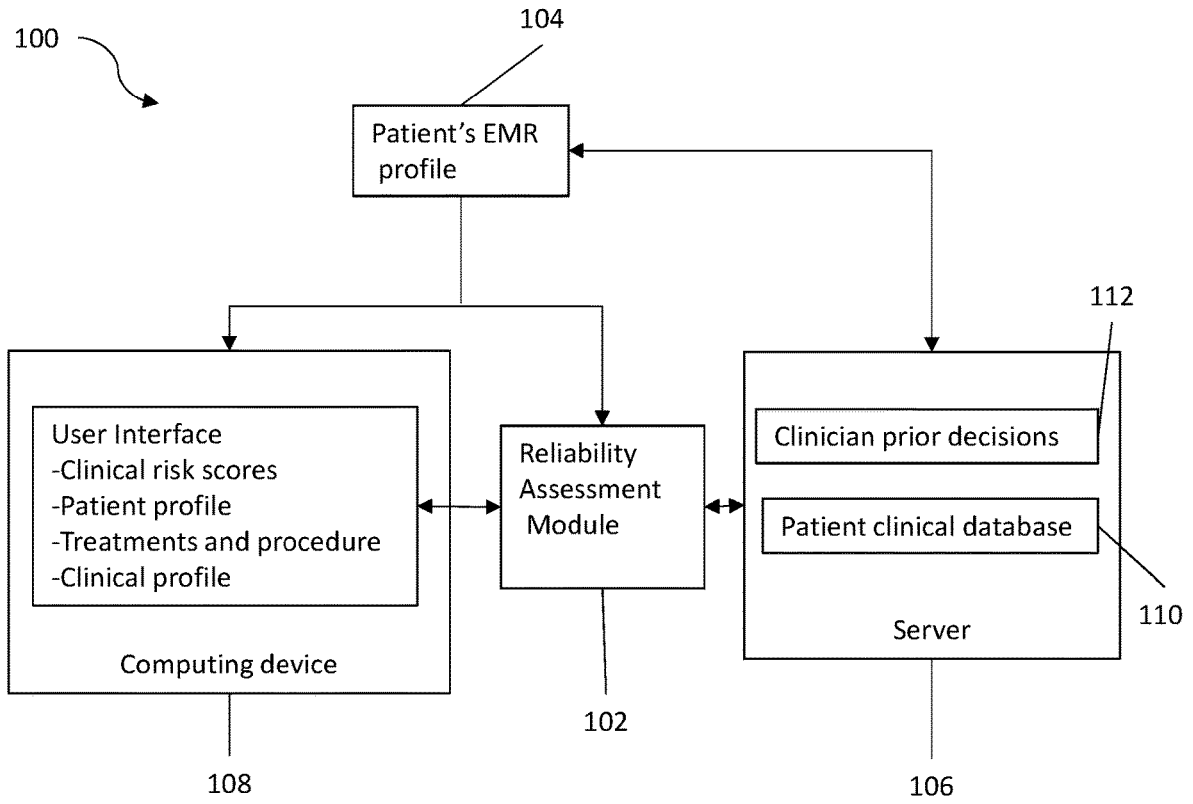 100
104
Patient's EMR
profile
112
User Interface
-Clinical risk scores
-Patient profile
-Treatments and procedure
-Clinical profile
Computing device
Reliability
Assessment
Module
Clinician prior decisions
Patient clinical database
Server
110
102
108
106